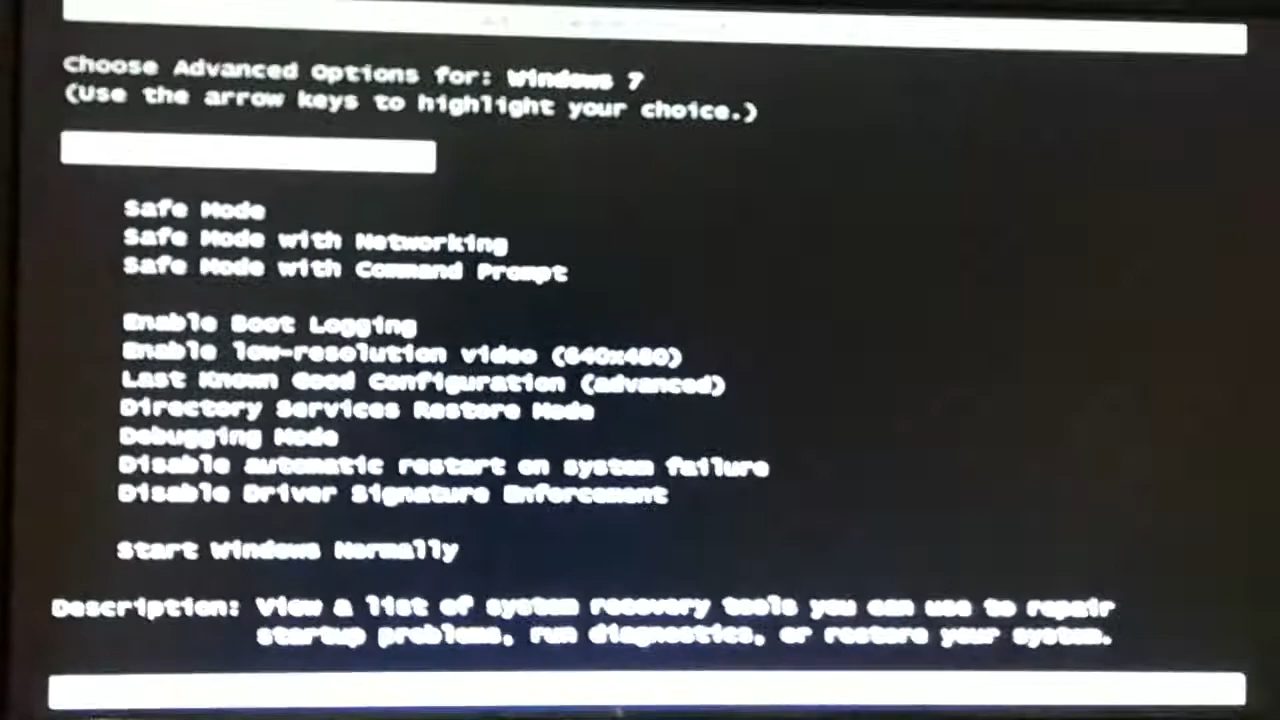 Choose Advanced Options for: Windows 7
(Use the arrow keys to highlight your choice.)
Safe Mode
Safe Mode with Networking
Safe Mode with Command Prompt
Enable Boot Logging
Enable low-resolution video (640x480)
Last Known Good Configuration (advanced)
Directory Services Restore Mode
Debugging Mode
Disable automatic restart on system failure
Disable Driver Signature Enforcement
Start Windows Normally
Description: View a list of system recovery tools you can use to repair
startup problems, run diagnostics, or restore your system.